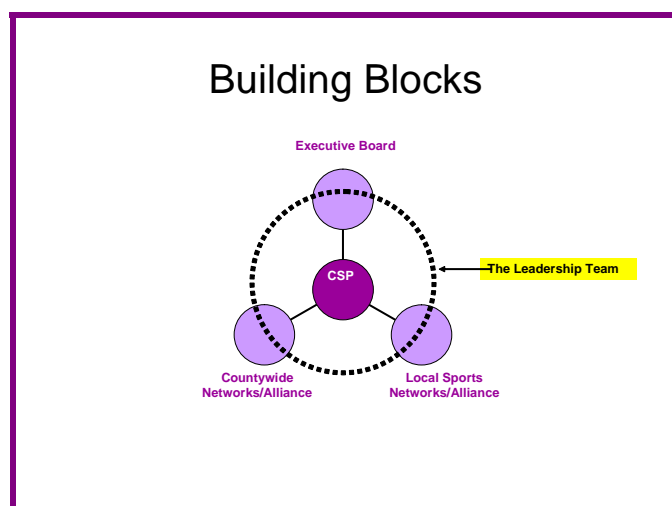 Building Blocks
Executive Board
CSP
The Leadership Team
Countywide
Networks/Alliance
Local Sports
Networks/Alliance